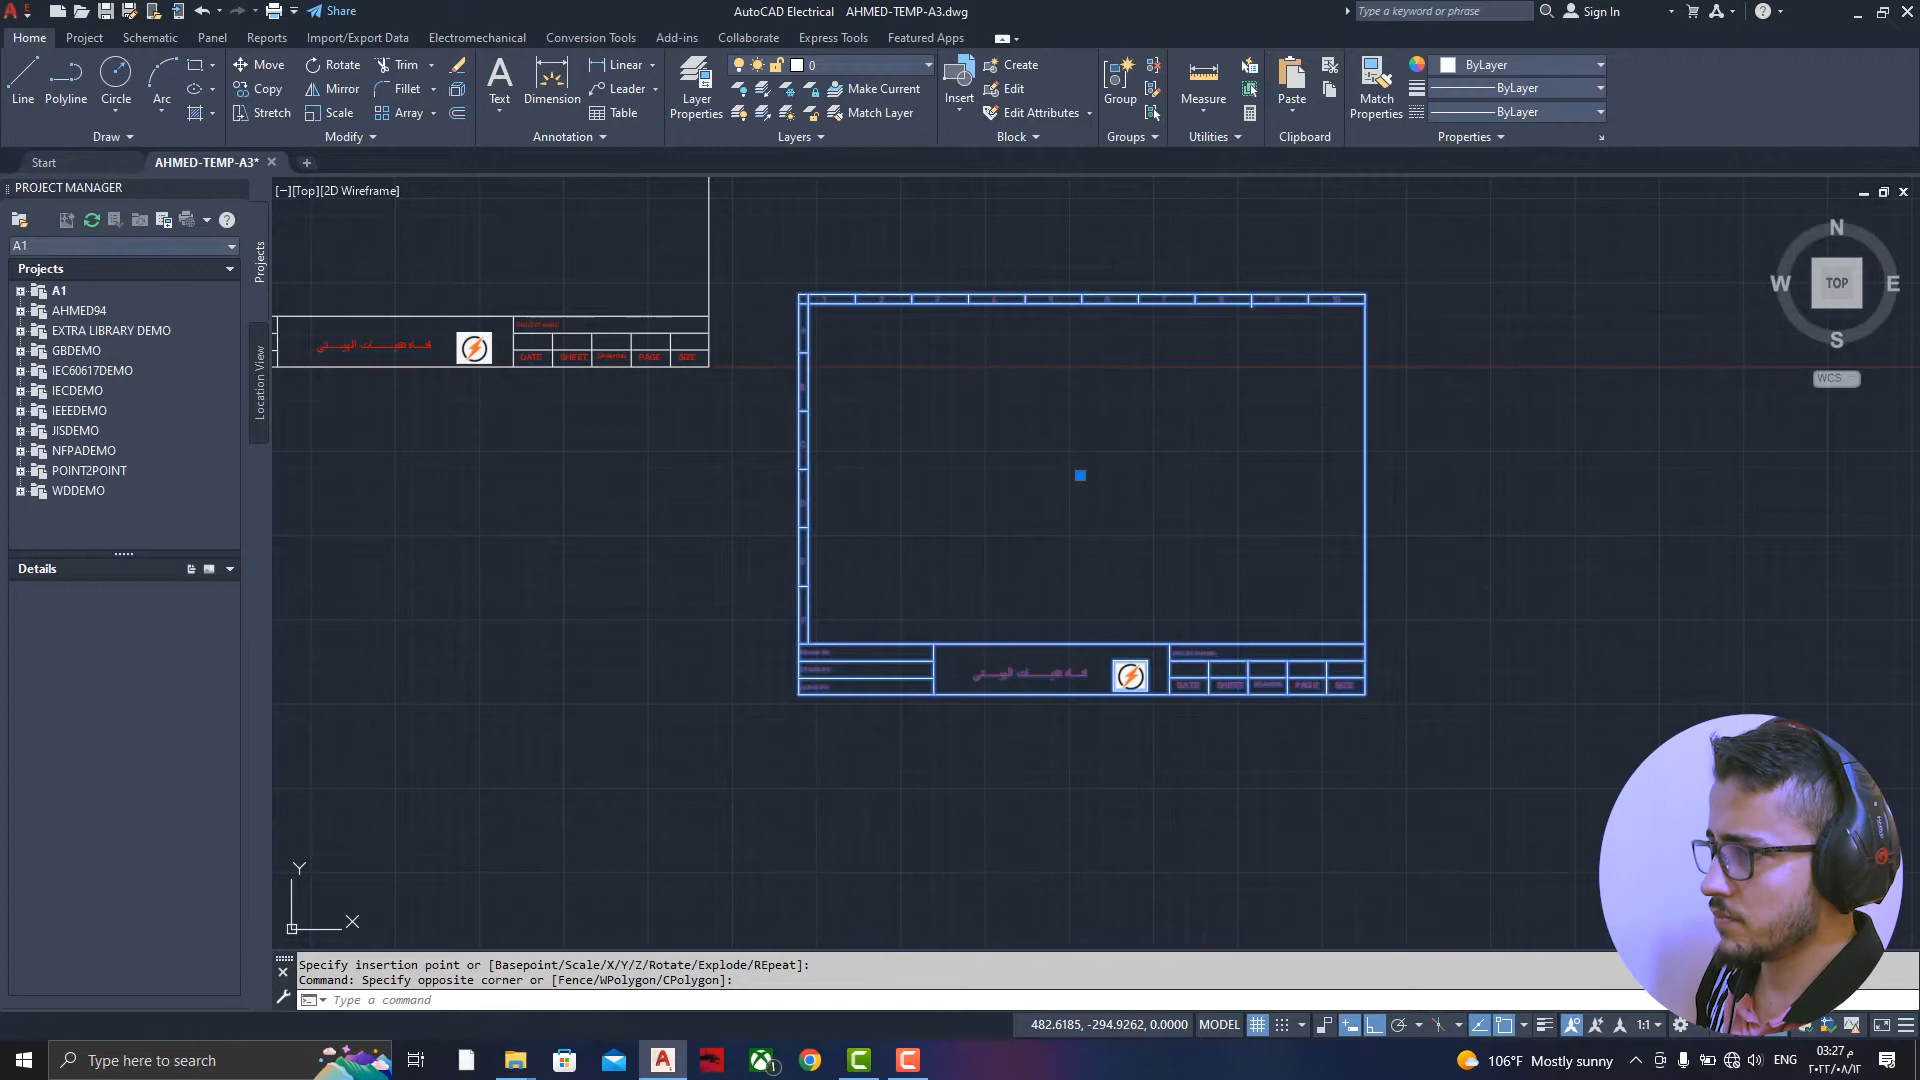 AutoCAD Electrical AHMED-TEMP-A3.dwg
Share
Type a keyword or phrase
Sign In
Home Project Schematic Panel Reports Import/Export Data Electromechanical Conversion Tools Add-ins Collaborate Express Tools Featured Apps
Line Polyline Circle Arc
Draw
Move Rotate Trim
Copy Mirror Fillet
Stretch Scale Array
Modify
Text Dimension
Linear
Leader
Table
Annotation
Layer Properties
0
Make Current
Match Layer
Layers
Insert
Create
Edit
Edit Attributes
Block
Group
Groups
Measure
Utilities
Paste
Clipboard
Match Properties
ByLayer
ByLayer
ByLayer
Properties
Start
AHMED-TEMP-A3*
PROJECT MANAGER
A1
Projects
A1
AHMED94
EXTRA LIBRARY DEMO
GBDEMO
IEC60617DEMO
IECDEMO
IEEEDEMO
JISDEMO
NFPADEMO
POINT2POINT
WDDEMO
Details
Projects
Location View
[−][Top][2D Wireframe]
DATE SHEET PAGE SIZE
DATE SHEET PAGE SIZE
N
W TOP E
S
WCS
Y
X
Specify insertion point or [Basepoint/Scale/X/Y/Z/Rotate/Explode/REpeat]:
Command: Specify opposite corner or [Fence/WPolygon/CPolygon]:
Type a command
482.6185, -294.9262, 0.0000 MODEL
1:1
Type here to search
106°F Mostly sunny
ENG
03:27 م
٢٠٢٢/٠٨/١٢